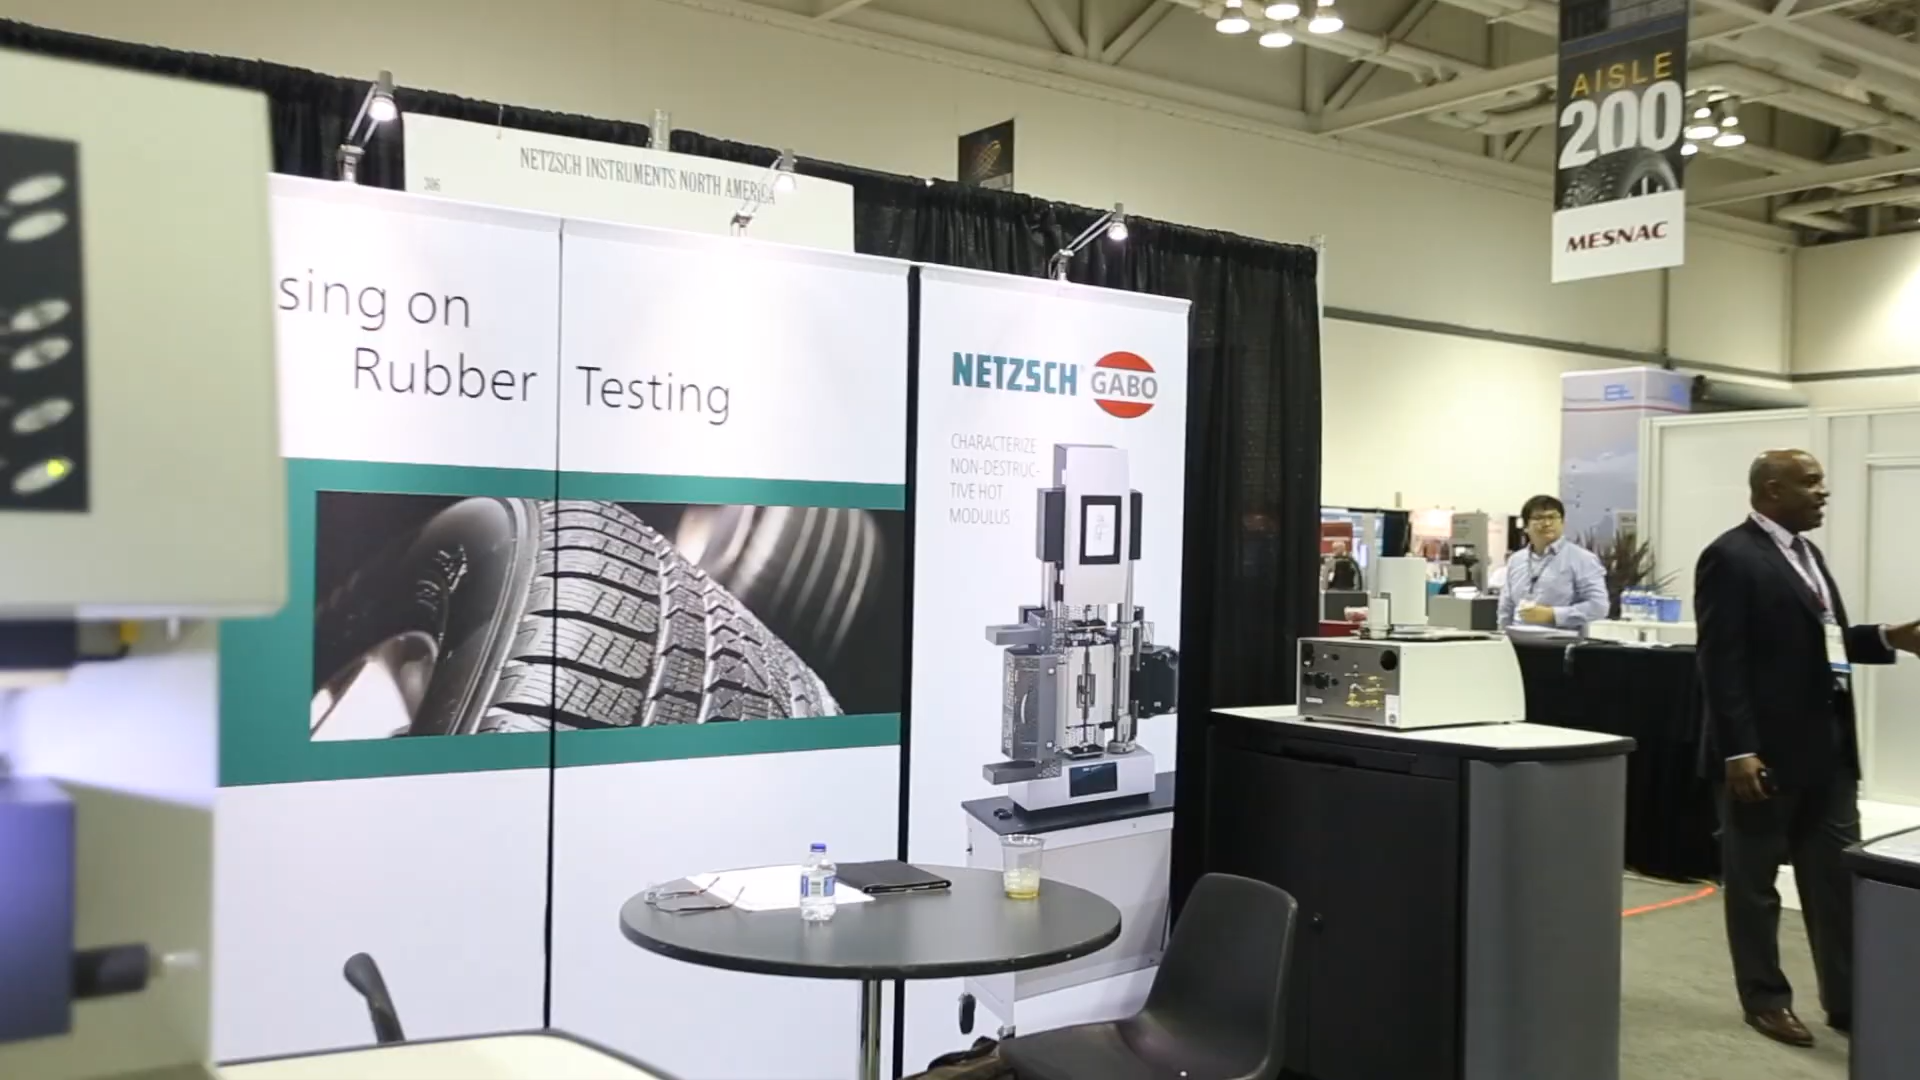 NETZSCH INSTRUMENTS NORTH AMERICA
306
sing on
Rubber Testing
NETZSCH GABO
CHARACTERIZE
NON-DESTRUC-
TIVE HOT
MODULUS
AISLE
200
MESNAC